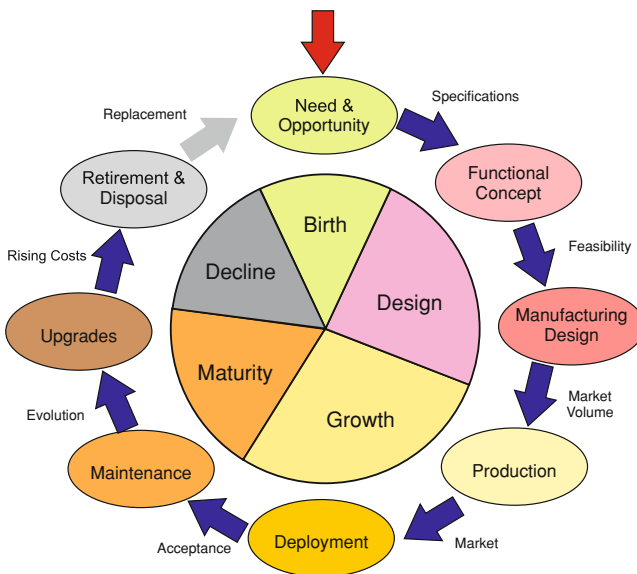 Need &
Opportunity
Specifications
Functional
Concept
Feasibility
Manufacturing
Design
Market
Volume
Production
Market
Deployment
Acceptance
Maintenance
Evolution
Upgrades
Rising Costs
Retirement &
Disposal
Replacement
Birth
Design
Growth
Maturity
Decline